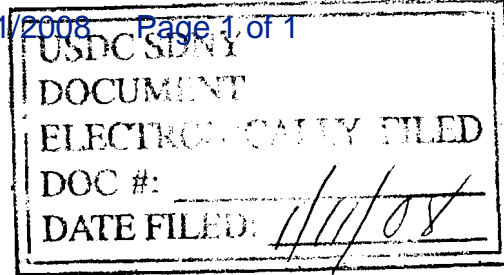 1/2008 Page 1 of 1
USDC SDNY
DOCUMENT
ELECTRONICALLY FILED
DOC #:
DATE FILED: 1/11/08